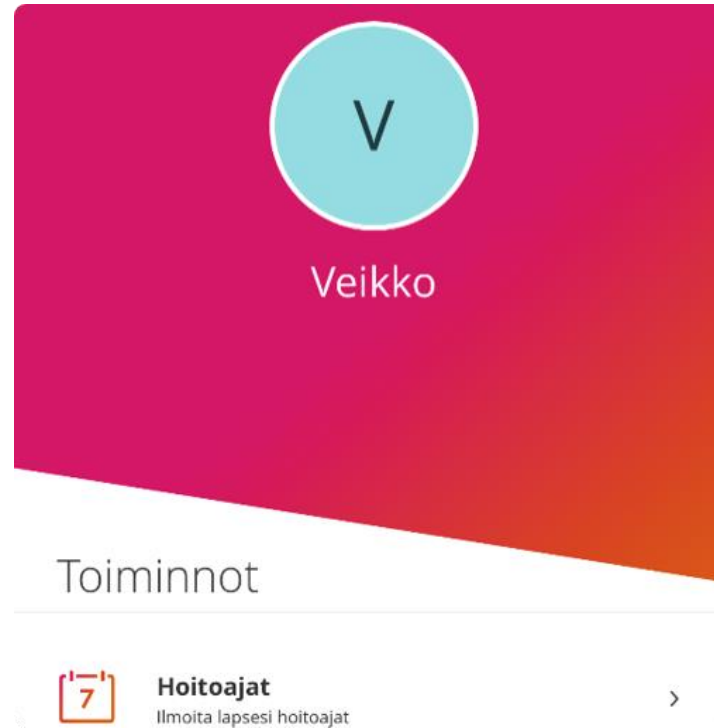 V
Veikko
Toiminnot
7
Hoitoajat
Ilmoita lapsesi hoitoajat